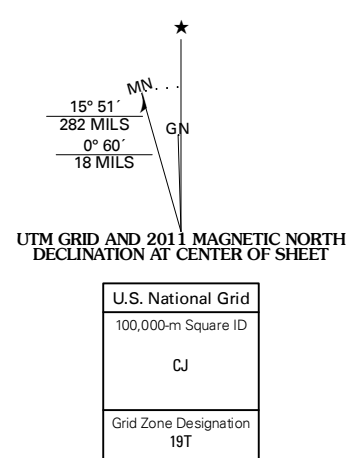 ★
MN
15° 51´
282 MILS
GN
0° 60´
18 MILS
UTM GRID AND 2011 MAGNETIC NORTH
DECLINATION AT CENTER OF SHEET
U.S. National Grid
100,000-m Square ID
CJ
Grid Zone Designation
19T